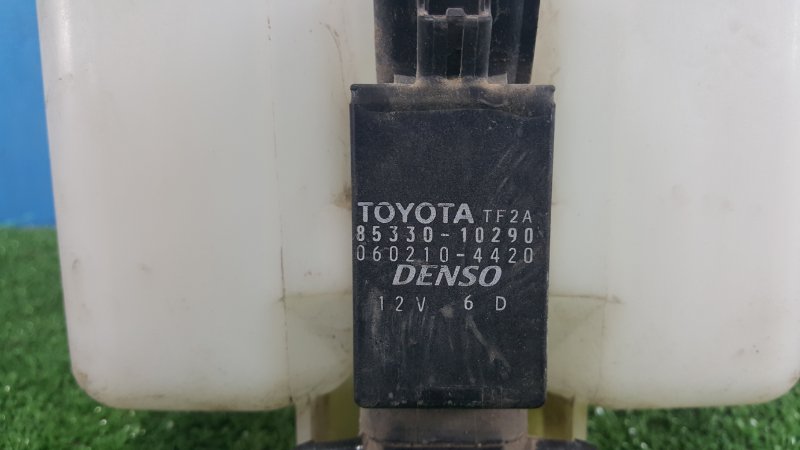 TOYOTA TF2A
85330-10290
060210-4420
DENSO
12V 6 D